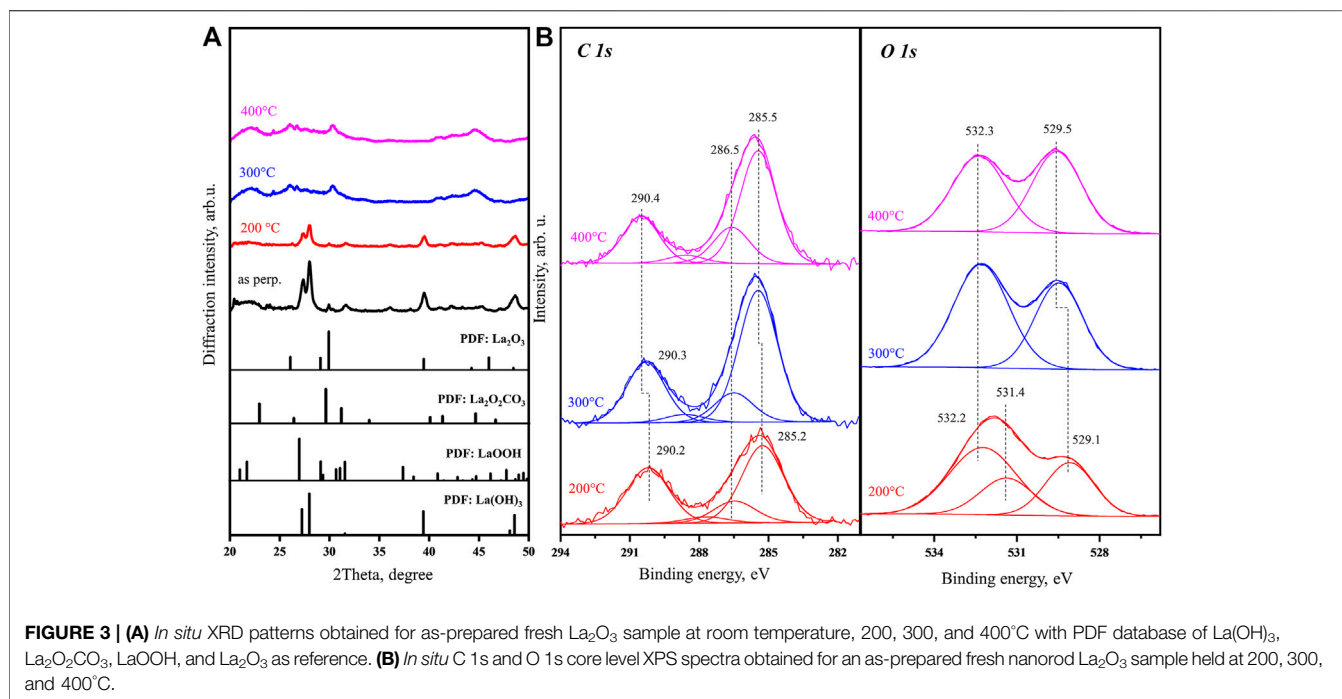 A
400°C
300°C
200 °C
as perp.
PDF: La₂O₃
PDF: La₂O₂CO₃
PDF: LaOOH
PDF: La(OH)₃
Diffraction intensity, arb.u.
20 25 30 35 40 45 50
2Theta, degree
B
C 1s
285.5
286.5
290.4
400°C
290.3
300°C
290.2
285.2
200°C
Intensity, arb. u.
294 291 288 285 282
Binding energy, eV
O 1s
532.3
529.5
400°C
300°C
531.4
532.2
529.1
200°C
534 531 528
Binding energy, eV
FIGURE 3 | (A) In situ XRD patterns obtained for as-prepared fresh La₂O₃ sample at room temperature, 200, 300, and 400°C with PDF database of La(OH)₃,
La₂O₂CO₃, LaOOH, and La₂O₃ as reference. (B) In situ C 1s and O 1s core level XPS spectra obtained for an as-prepared fresh nanorod La₂O₃ sample held at 200, 300,
and 400°C.